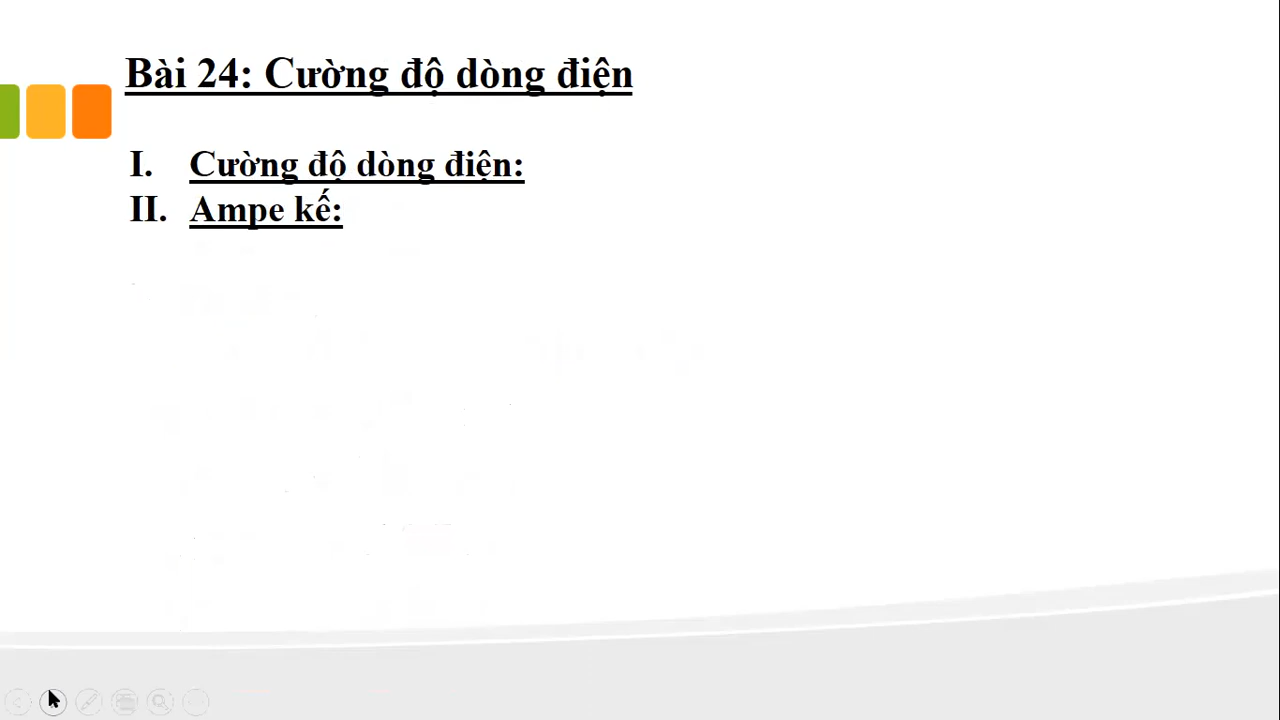 Bài 24: Cường độ dòng điện
I. Cường độ dòng điện:
II. Ampe kế: